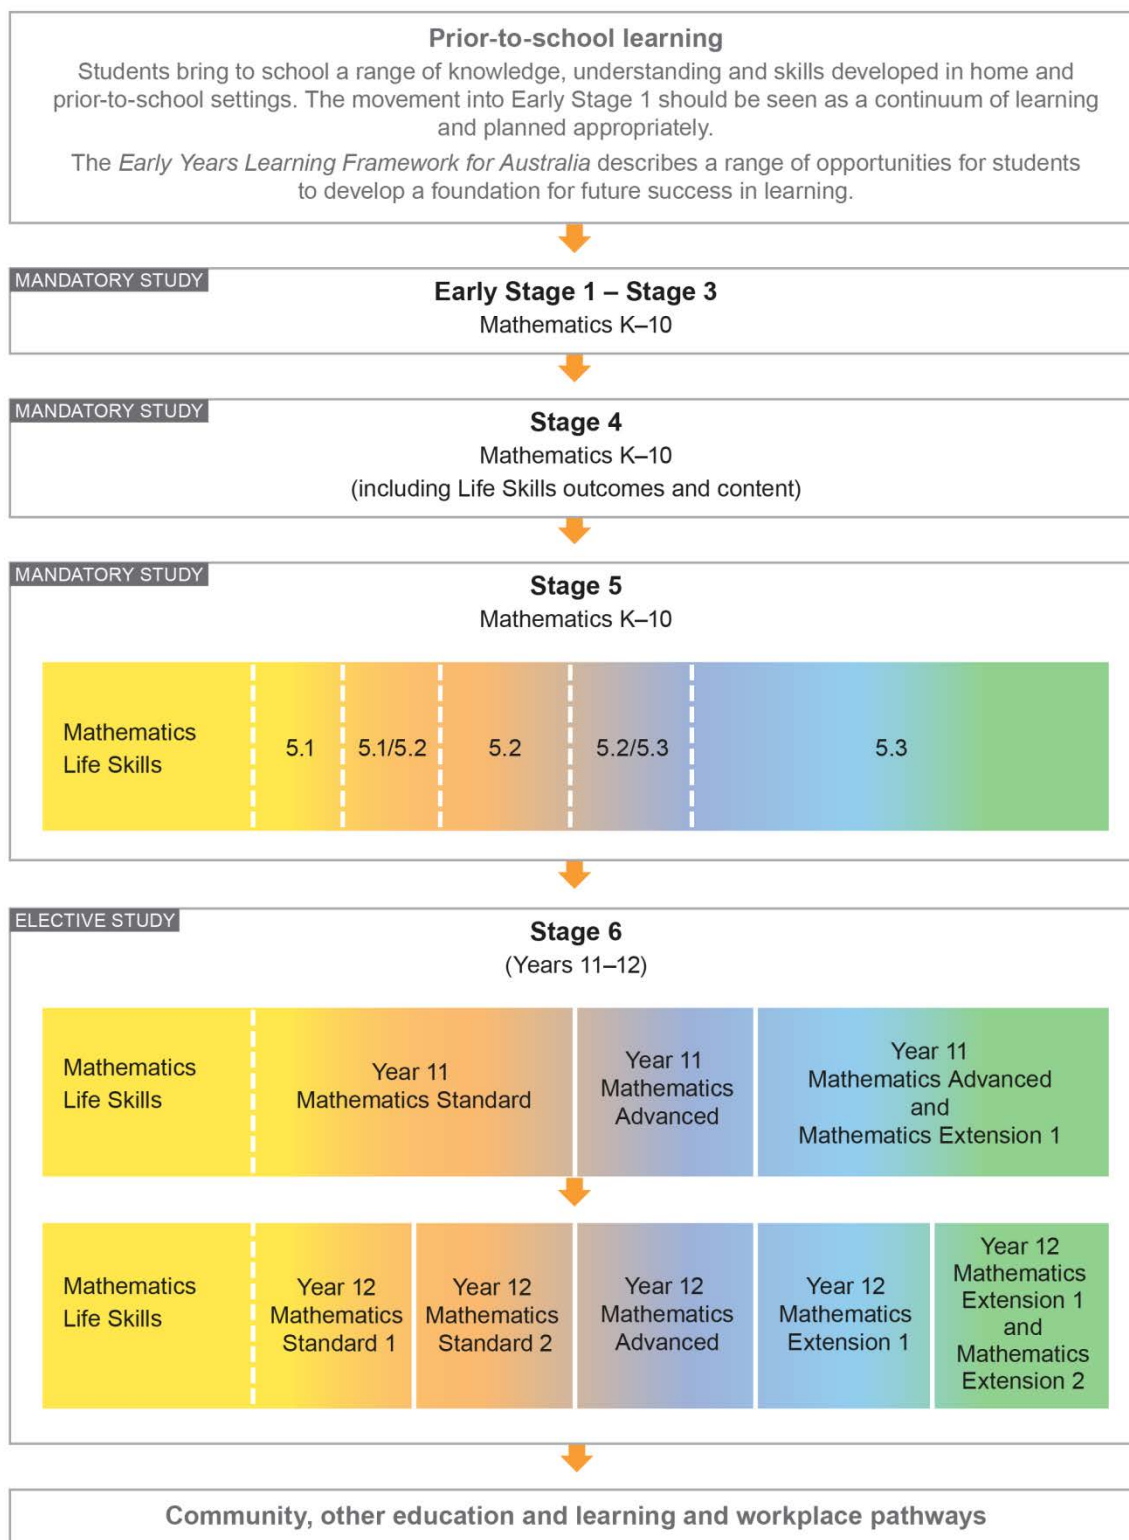 Prior-to-school learning
Students bring to school a range of knowledge, understanding and skills developed in home and
prior-to-school settings. The movement into Early Stage 1 should be seen as a continuum of learning
and planned appropriately.
The Early Years Learning Framework for Australia describes a range of opportunities for students
to develop a foundation for future success in learning.
MANDATORY STUDY
Early Stage 1 – Stage 3
Mathematics K–10
MANDATORY STUDY
Stage 4
Mathematics K–10
(including Life Skills outcomes and content)
MANDATORY STUDY
Stage 5
Mathematics K–10
Mathematics
Life Skills
5.1
5.1/5.2
5.2
5.2/5.3
5.3
ELECTIVE STUDY
Stage 6
(Years 11–12)
Mathematics
Life Skills
Year 11
Mathematics Standard
Year 11
Mathematics
Advanced
Year 11
Mathematics Advanced
and
Mathematics Extension 1
Mathematics
Life Skills
Year 12
Mathematics
Standard 1
Year 12
Mathematics
Standard 2
Year 12
Mathematics
Advanced
Year 12
Mathematics
Extension 1
Year 12
Mathematics
Extension 1
and
Mathematics
Extension 2
Community, other education and learning and workplace pathways